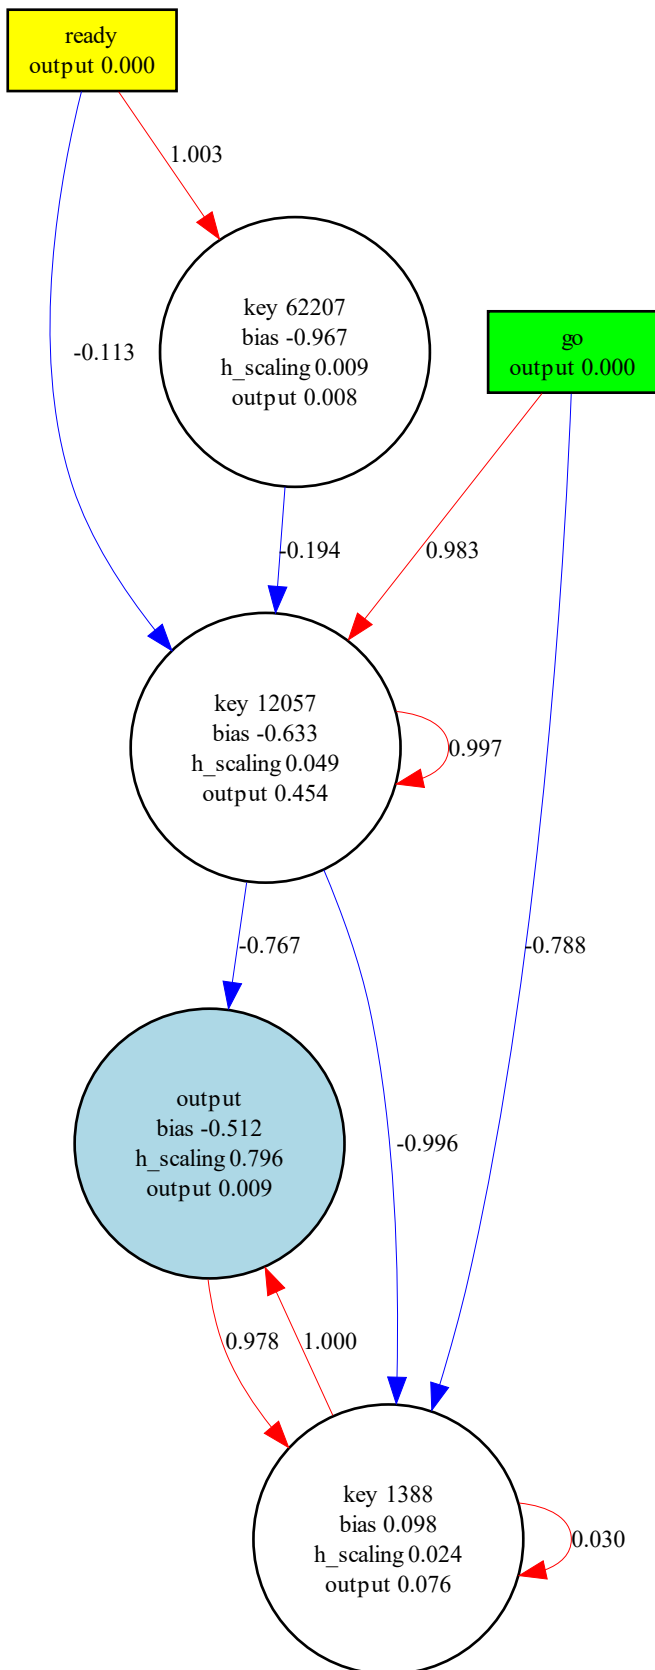 ready
output 0.000
1.003
key 62207
bias -0.967
h_scaling 0.009
output 0.008
go
output 0.000
-0.113
-0.194
0.983
key 12057
bias -0.633
h_scaling 0.049
output 0.454
0.997
-0.767
-0.788
output
bias -0.512
h_scaling 0.796
output 0.009
-0.996
0.978
1.000
key 1388
bias 0.098
h_scaling 0.024
output 0.076
0.030